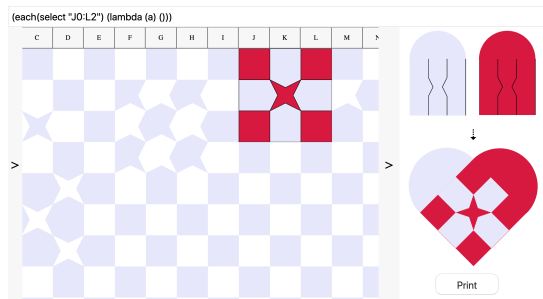 (each(select "J0:L2") (lambda (a) ()))
C D E F G H I J K L M N
>
>
Print